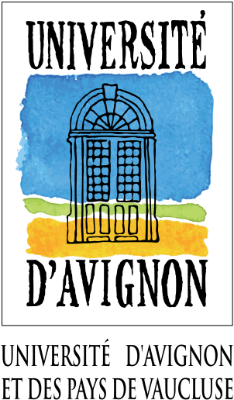 UNIVERSITÉ
D'AVIGNON
UNIVERSITÉ D'AVIGNON
ET DES PAYS DE VAUCLUSE